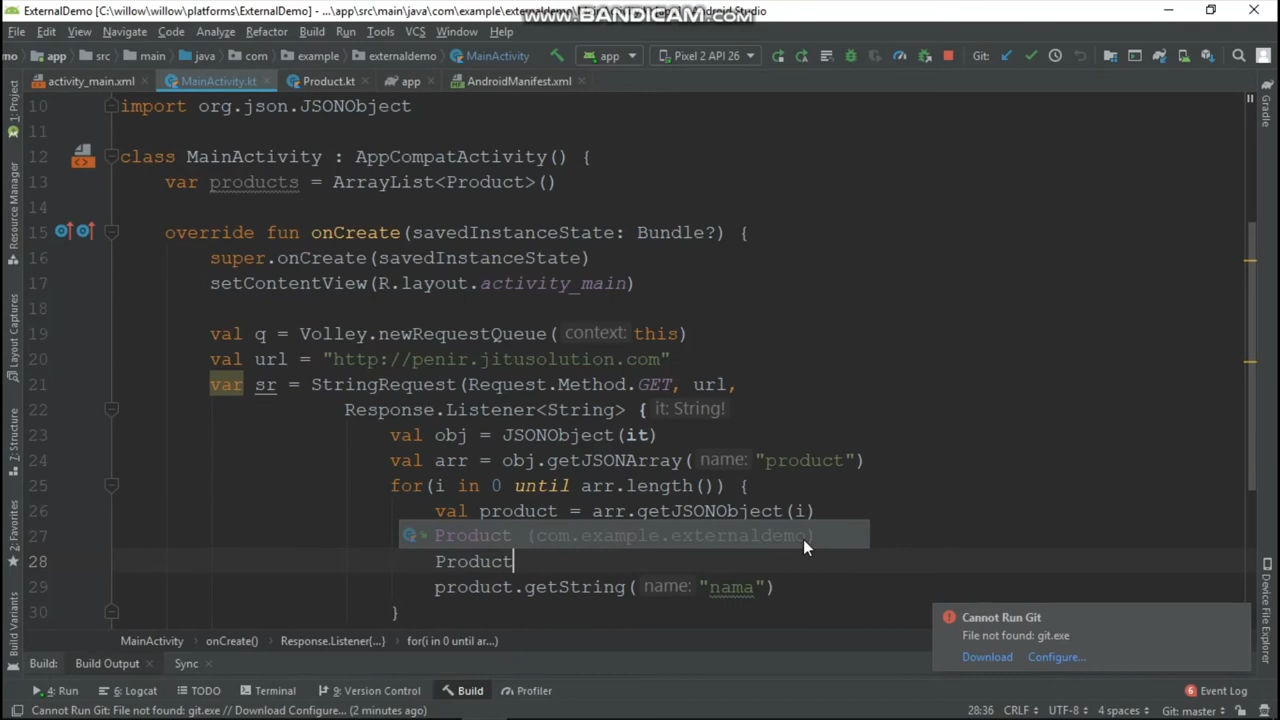 ExternalDemo [C:\willow\willow\platforms\ExternalDemo] - ...\app\src\main\java\com\example\externaldemo\MainActivity
www.BANDICAM.com
Android Studio
File Edit View Navigate Code Analyze Refactor Build Run Tools VCS Window Help
mo app src main java com example externaldemo MainActivity app Pixel 2 API 26 Git:
activity_main.xml MainActivity.kt Product.kt app AndroidManifest.xml
10 import org.json.JSONObject
11
12 class MainActivity : AppCompatActivity() {
13 var products = ArrayList<Product>()
14
15 override fun onCreate(savedInstanceState: Bundle?) {
16 super.onCreate(savedInstanceState)
17 setContentView(R.layout.activity_main)
18
19 val q = Volley.newRequestQueue( context: this)
20 val url = "http://penir.jitusolution.com"
21 var sr = StringRequest(Request.Method.GET, url,
22 Response.Listener<String> { it: String!
23 val obj = JSONObject(it)
24 val arr = obj.getJSONArray( name: "product")
25 for(i in 0 until arr.length()) {
26 val product = arr.getJSONObject(i)
27 Product (com.example.externaldemo)
28 Product
29 product.getString( name: "nama")
30 }
1: Project
Resource Manager
Layout Captures
7: Structure
2: Favorites
Build Variants
Gradle
Device File Explorer
Cannot Run Git
File not found: git.exe
Download Configure...
MainActivity onCreate() Response.Listener{...} for(i in 0 until ar...)
Build: Build Output Sync
4: Run 6: Logcat TODO Terminal 9: Version Control Build Profiler 6 Event Log
Cannot Run Git: File not found: git.exe // Download Configure... (2 minutes ago) 28:36 CRLF UTF-8 4 spaces Git: master